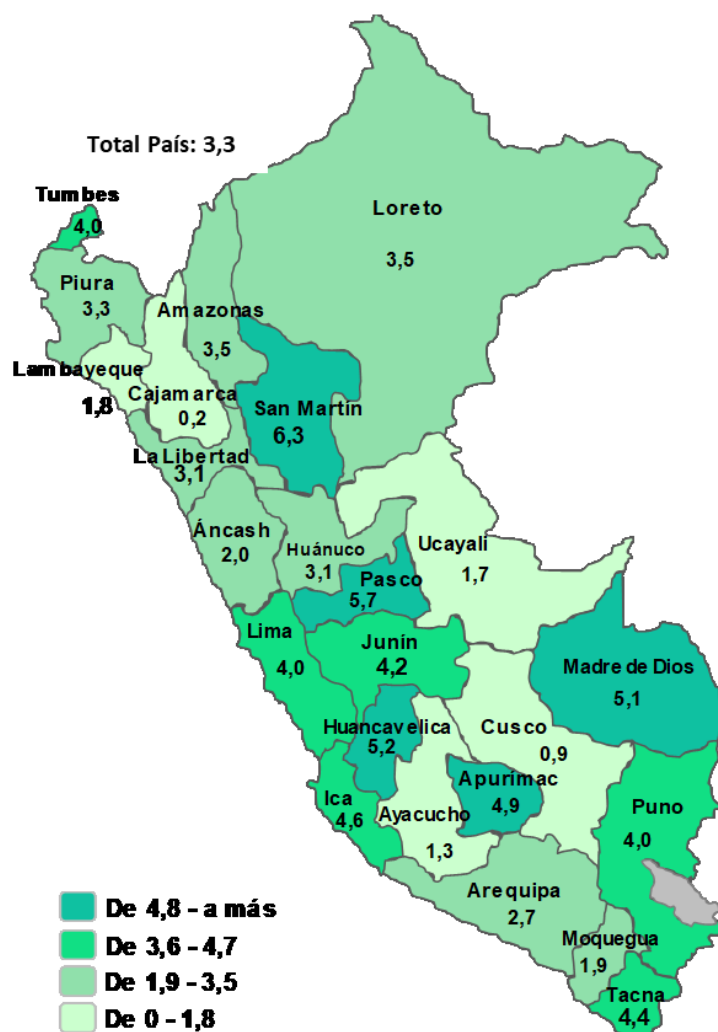 Total País: 3,3
Tumbes
4,0
Loreto
3,5
Piura
3,3
Amazonas
3,5
Lambayeque
1,8
Cajamarca
0,2
San Martín
6,3
La Libertad
3,1
Áncash
2,0
Huánuco
3,1
Ucayali
1,7
Pasco
5,7
Lima
4,0
Junín
4,2
Madre de Dios
5,1
Huancavelica
5,2
Cusco
0,9
Apurímac
4,9
Ica
4,6
Ayacucho
1,3
Puno
4,0
Arequipa
2,7
Moquegua
1,9
Tacna
4,4
De 4,8 - a más
De 3,6 - 4,7
De 1,9 - 3,5
De 0 - 1,8